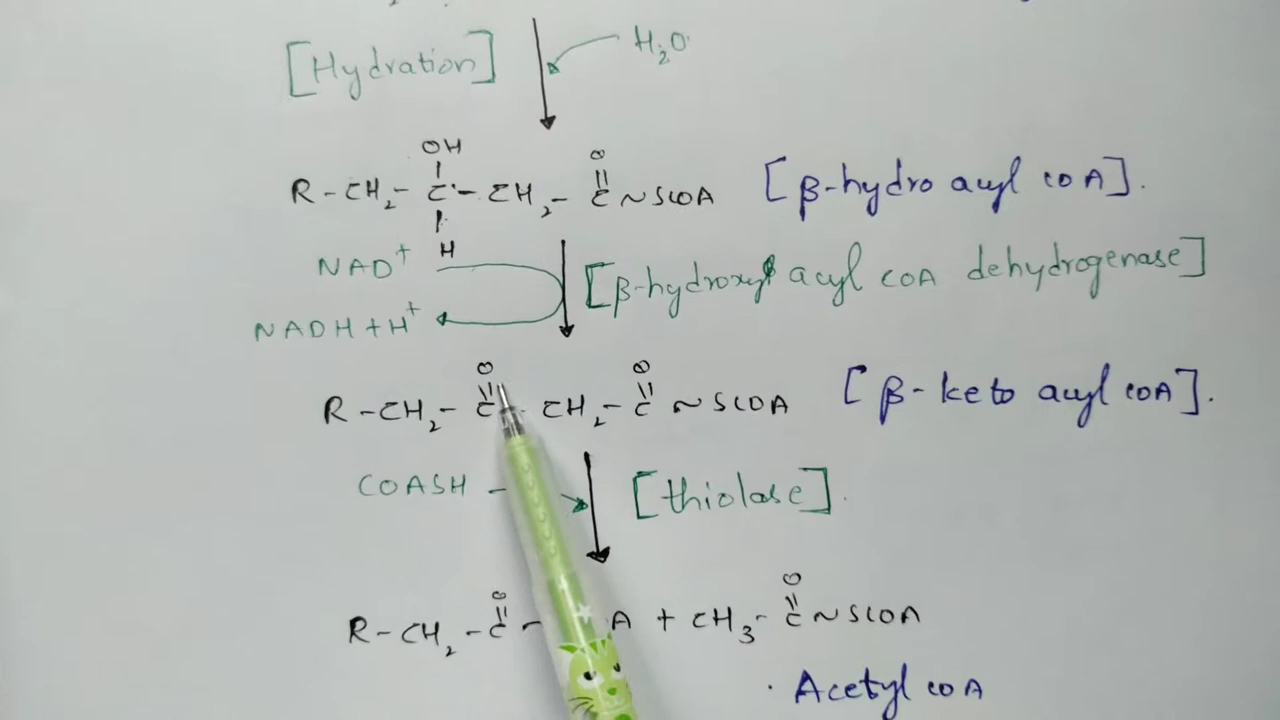 [Hydration] H₂O
OH
O
R-CH₂-C-CH₂-C~SCOA [β-hydro acyl COA].
H
NAD⁺ [β-hydroxyl acyl COA dehydrogenase]
NADH+H⁺
O O
R-CH₂-C-CH₂-C~SCOA [β-keto acyl COA].
COASH [thiolase].
O O
R-CH₂-C- A + CH₃-C~SCOA
Acetyl COA